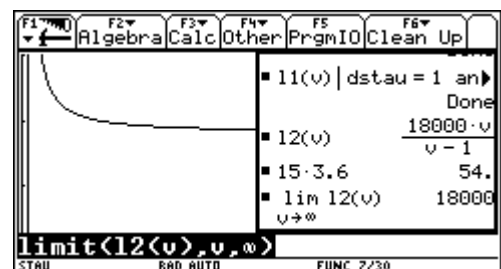 F1 F2 F3 F4 F5 F6
Algebra Calc Other PrgmIO Clean Up
Done
▪ l1(v)|dstau = 1 an▶
Done
▪ l2(v) 18000·v
v - 1
▪ 15·3.6 54.
▪ lim l2(v) 18000
v→∞
limit(l2(v),v,∞)
STAU RAD AUTO FUNC 7/30